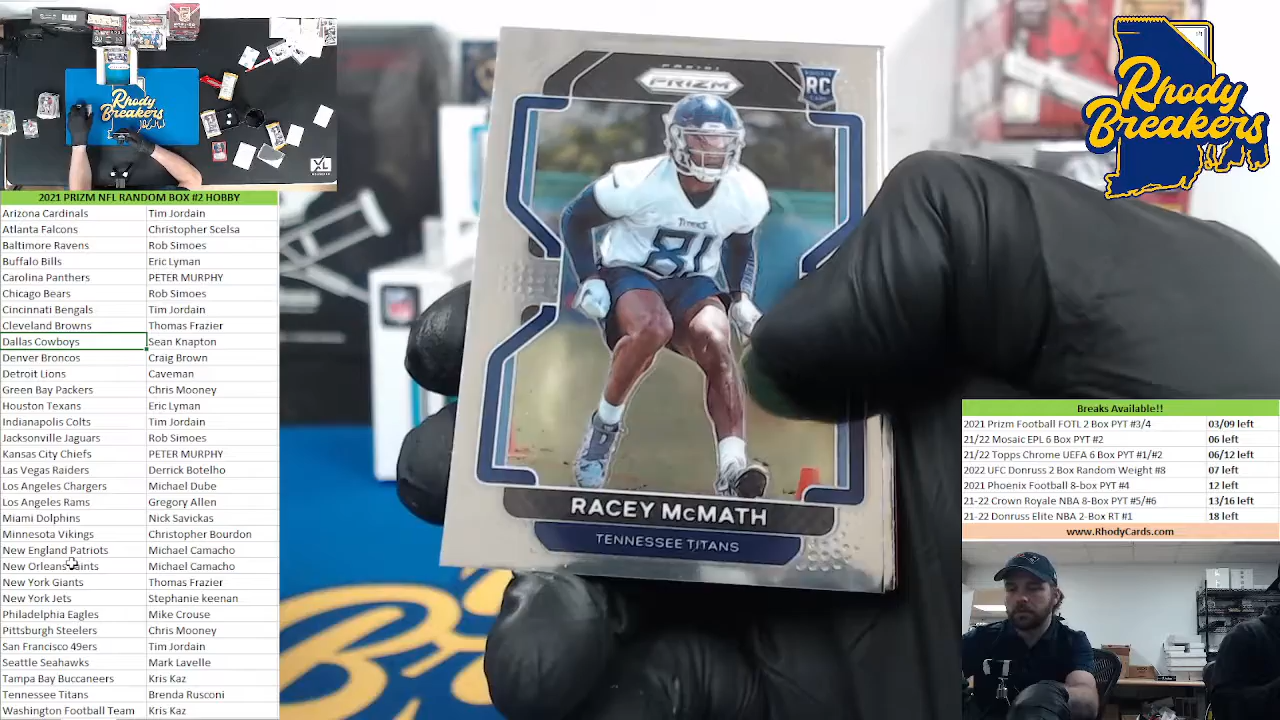 2021 PRIZM NFL RANDOM BOX #2 HOBBY
Arizona Cardinals Tim Jordain
Atlanta Falcons Christopher Scelsa
Baltimore Ravens Rob Simoes
Buffalo Bills Eric Lyman
Carolina Panthers PETER MURPHY
Chicago Bears Rob Simoes
Cincinnati Bengals Tim Jordain
Cleveland Browns Thomas Frazier
Dallas Cowboys Sean Knapton
Denver Broncos Craig Brown
Detroit Lions Caveman
Green Bay Packers Chris Mooney
Houston Texans Eric Lyman
Indianapolis Colts Tim Jordain
Jacksonville Jaguars Rob Simoes
Kansas City Chiefs PETER MURPHY
Las Vegas Raiders Derrick Botelho
Los Angeles Chargers Michael Dube
Los Angeles Rams Gregory Allen
Miami Dolphins Nick Savickas
Minnesota Vikings Christopher Bourdon
New England Patriots Michael Camacho
New Orleans Saints Michael Camacho
New York Giants Thomas Frazier
New York Jets Stephanie keenan
Philadelphia Eagles Mike Crouse
Pittsburgh Steelers Chris Mooney
San Francisco 49ers Tim Jordain
Seattle Seahawks Mark Lavelle
Tampa Bay Buccaneers Kris Kaz
Tennessee Titans Brenda Rusconi
Washington Football Team Kris Kaz
Rhody
Breakers
XL
PANINI
PRIZM
ROOKIE
RC
TITANS
81
RACEY McMATH
TENNESSEE TITANS
Rhody
Breakers
Breaks Available!!
2021 Prizm Football FOTL 2 Box PYT #3/4 03/09 left
21/22 Mosaic EPL 6 Box PYT #2 06 left
21/22 Topps Chrome UEFA 6 Box PYT #1/#2 06/12 left
2022 UFC Donruss 2 Box Random Weight #8 07 left
2021 Phoenix Football 8-box PYT #4 12 left
21-22 Crown Royale NBA 8-Box PYT #5/#6 13/16 left
21-22 Donruss Elite NBA 2-Box RT #1 18 left
www.RhodyCards.com